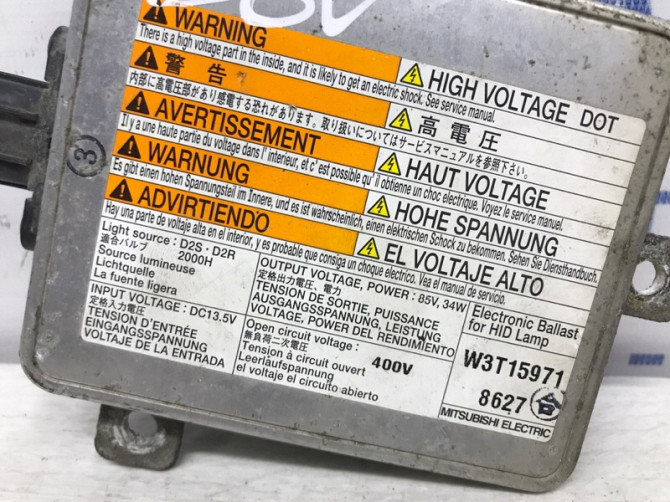 WARNING
HIGH VOLTAGE DOT
There is a high voltage part in the inside, and it is likely to get an electric shock. See service manual.
警告
高電圧
内部に高電圧部があり感電する恐れがあります。取り扱いについてはサービスマニュアルを参照下さい。
AVERTISSEMENT
HAUT VOLTAGE
Il y a une haute partie du voltage dans l' interieur, et c' est possible qu' il obtienne un choc electrique. Voyez le service manuel.
WARNUNG
HOHE SPANNUNG
Es gibt einen hohen Spannungsteil im Innere, und es ist wahrscheinlich, einen elektrischen Schock zu bekommen. Sehen Sie Diensthandbuch.
ADVIRTIENDO
EL VOLTAJE ALTO
Hay una parte de voltaje alta en el interior, y es probable que consiga un choque electrico. Vea el manual de servicio.
Light source : D2S · D2R
適合バルブ 2000H
Source lumineuse
Lichtquelle
La fuente ligera
INPUT VOLTAGE : DC13.5V
定格入力電圧
TENSION D'ENTRÉE
EINGANGSSPANNUNG
VOLTAJE DE LA ENTRADA
OUTPUT VOLTAGE, POWER : 85V, 34W
定格出力電圧、電力
TENSION DE SORTIE, PUISSANCE
AUSGANGSSPANNUNG, LEISTUNG
VOLTAGE, POWER DEL RENDIMIENTO
Open circuit voltage :
無負荷二次電圧
Tension à circuit ouvert 400V
Leerläufspannung
el voltaje el circuito abierto
Electronic Ballast
for HID Lamp
W3T15971
8627 合
MITSUBISHI ELECTRIC
3